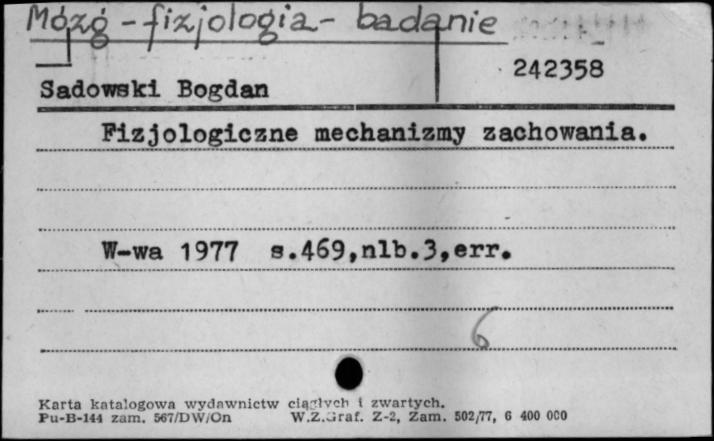 Mózg - fizjologia - badanie
242358
Sadowski Bogdan
Fizjologiczne mechanizmy zachowania.
W-wa 1977 s.469,nlb.3,err.
6
Karta katalogowa wydawnictw ciągłych i zwartych.
Pu-B-144 zam. 567/DW/On W.Z.Graf. Z-2, Zam. 502/77, 6 400 000